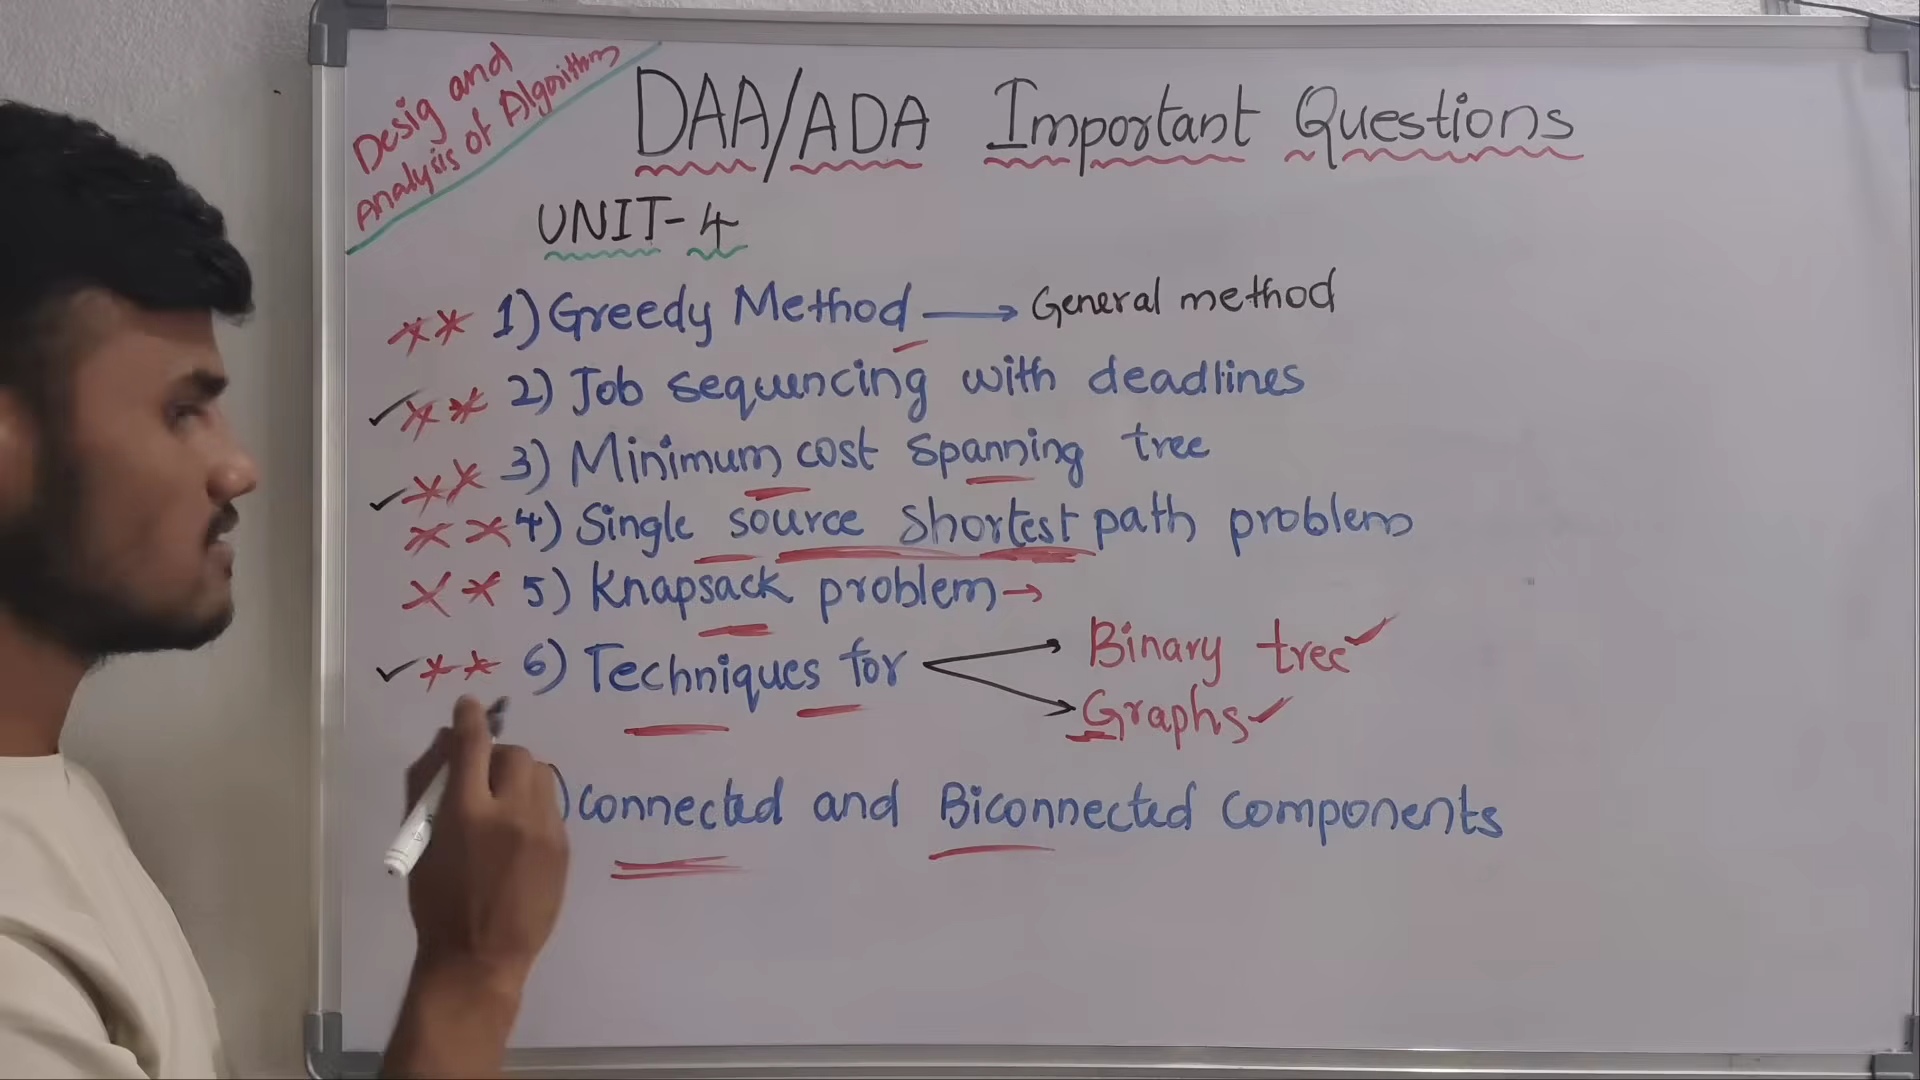 Desig and
Analysis of Algorithms
DAA/ADA Important Questions
UNIT-4
** 1) Greedy Method → General method
✓ ** 2) Job sequencing with deadlines
✓ ** 3) Minimum cost spanning tree
** 4) Single source shortest path problem
** 5) Knapsack problem →
✓ ** 6) Techniques for → Binary tree ✓
→ Graphs ✓
) connected and Biconnected components